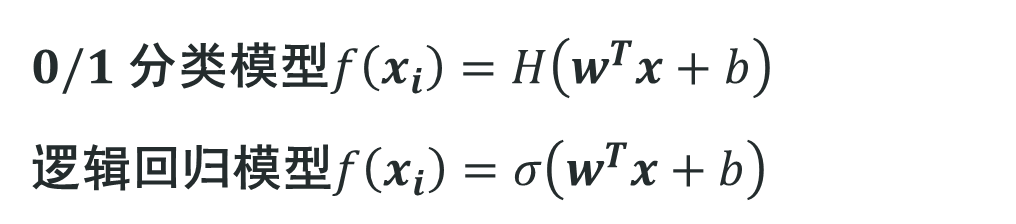 0/1 分类模型f(xᵢ) = H(wᵀx + b)
逻辑回归模型f(xᵢ) = σ(wᵀx + b)